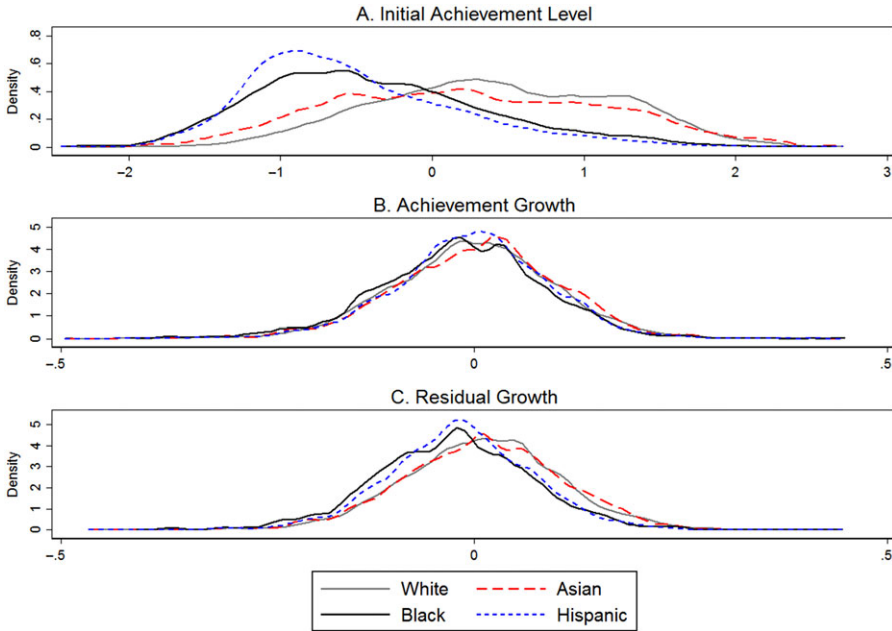 A. Initial Achievement Level
Density
.8
.6
.4
.2
0
−2
−1
0
1
2
3
B. Achievement Growth
Density
5
4
3
2
1
0
−.5
0
.5
C. Residual Growth
Density
5
4
3
2
1
0
−.5
0
.5
White
Asian
Black
Hispanic